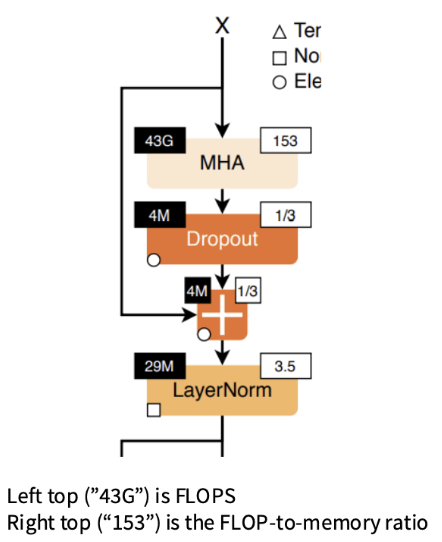 X
△ Ter
□ No
○ Ele
43G 153
MHA
4M 1/3
Dropout
4M 1/3
29M 3.5
LayerNorm
Left top (”43G”) is FLOPS
Right top (“153”) is the FLOP-to-memory ratio